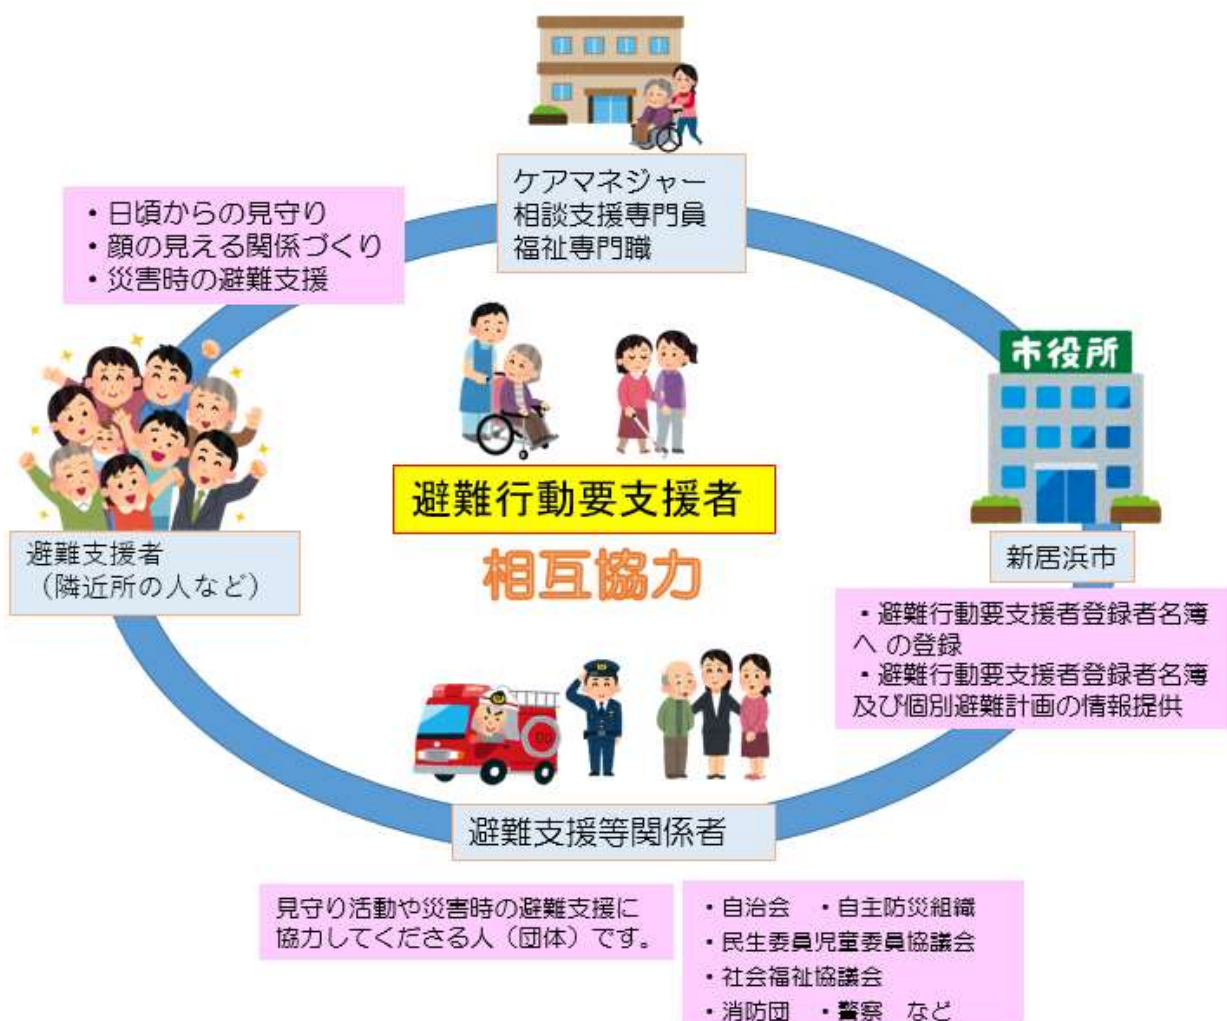 ケアマネジャー
相談支援専門員
福祉専門職
・日頃からの見守り
・顔の見える関係づくり
・災害時の避難支援
市役所
避難行動要支援者
相互協力
避難支援者
（隣近所の人など）
新居浜市
・避難行動要支援者登録者名簿
へ の登録
・避難行動要支援者登録者名簿
及び個別避難計画の情報提供
避難支援等関係者
見守り活動や災害時の避難支援に
協力してくださる人（団体）です。
・自治会　・自主防災組織
・民生委員児童委員協議会
・社会福祉協議会
・消防団　・警察　など